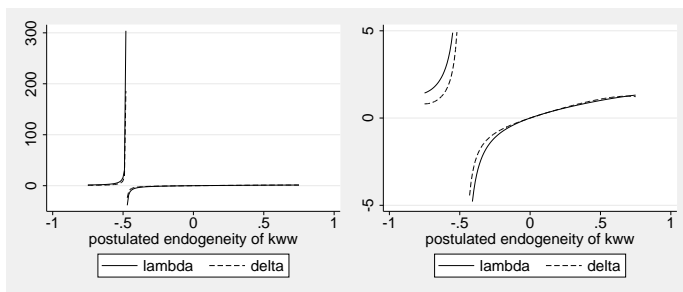 300
200
100
0
-1 -.5 0 .5 1
postulated endogeneity of kww
lambda delta
5
0
-5
-1 -.5 0 .5 1
postulated endogeneity of kww
lambda delta